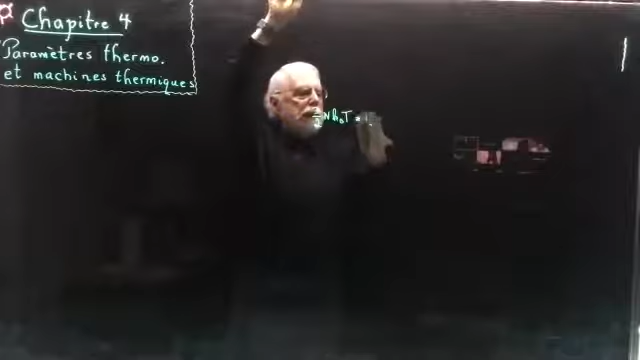 Chapitre 4
Paramètres thermo.
et machines thermiques